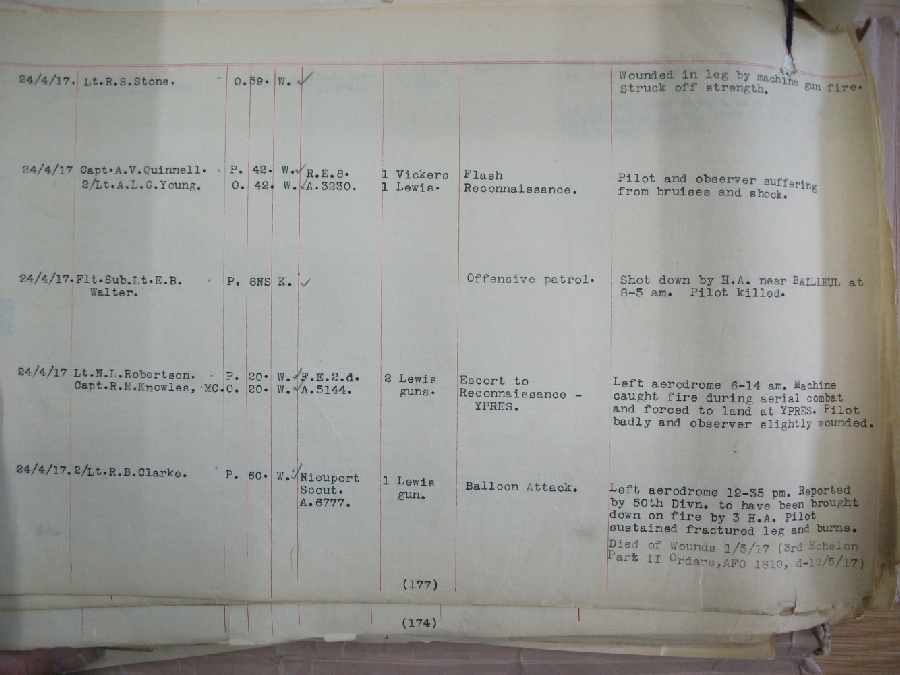 24/4/17. Lt.R.S.Stone. O.59. W. Wounded in leg by machine gun fire.
Struck off strength.
24/4/17 Capt.A.V.Quinnell. P. 42. W. R.E.8. 1 Vickers Flash Pilot and observer suffering
2/Lt.A.L.G.Young. O. 42. W. A.3230. 1 Lewis. Reconnaissance. from bruises and shock.
24/4/17. Flt.Sub.Lt.E.B. P. 8NS K. Offensive patrol. Shot down by H.A. near BAILLEUL at
Walter. 8-5 am. Pilot killed.
24/4/17 Lt.N.L.Robertson. P. 20. W. F.E.2.d. 2 Lewis Escort to Left aerodrome 6-14 am. Machine
Capt.R.M.Knowles, MC. O. 20. W. A.5144. guns. Reconnaissance - caught fire during aerial combat
YPRES. and forced to land at YPRES. Pilot
badly and observer slightly wounded.
24/4/17. 2/Lt.R.B.Clarke. P. 60. W. Nieuport 1 Lewis Balloon Attack. Left aerodrome 12-35 pm. Reported
Scout. gun. by 50th Divn. to have been brought
A.6777. down on fire by 3 H.A. Pilot
sustained fractured leg and burns.
Died of Wounds 1/5/17 (3rd Echelon
Part II Orders,AFO 1810, d-12/5/17)
(177)
(174)